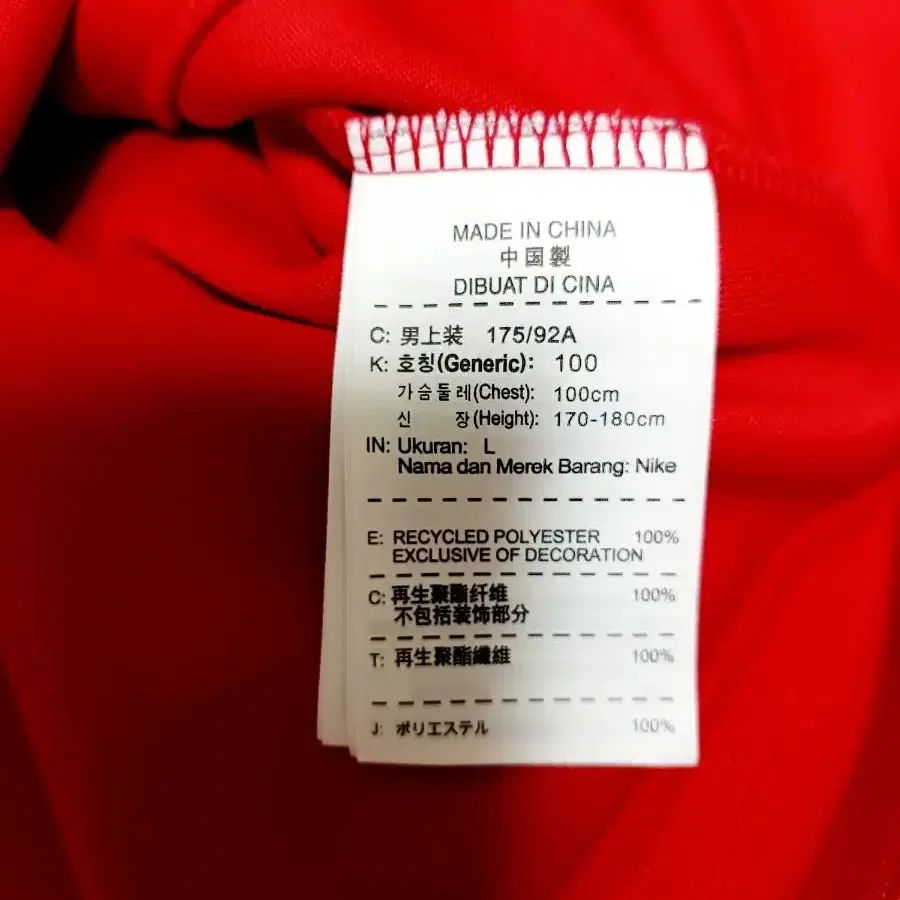 MADE IN CHINA
中国製
DIBUAT DI CINA
C: 男上装 175/92A
K: 호칭(Generic): 100
가슴둘레(Chest): 100cm
신 장(Height): 170-180cm
IN: Ukuran: L
Nama dan Merek Barang: Nike
E: RECYCLED POLYESTER 100%
EXCLUSIVE OF DECORATION
C: 再生聚酯纤维 100%
不包括装饰部分
T: 再生聚酯纖維 100%
J: ポリエステル 100%